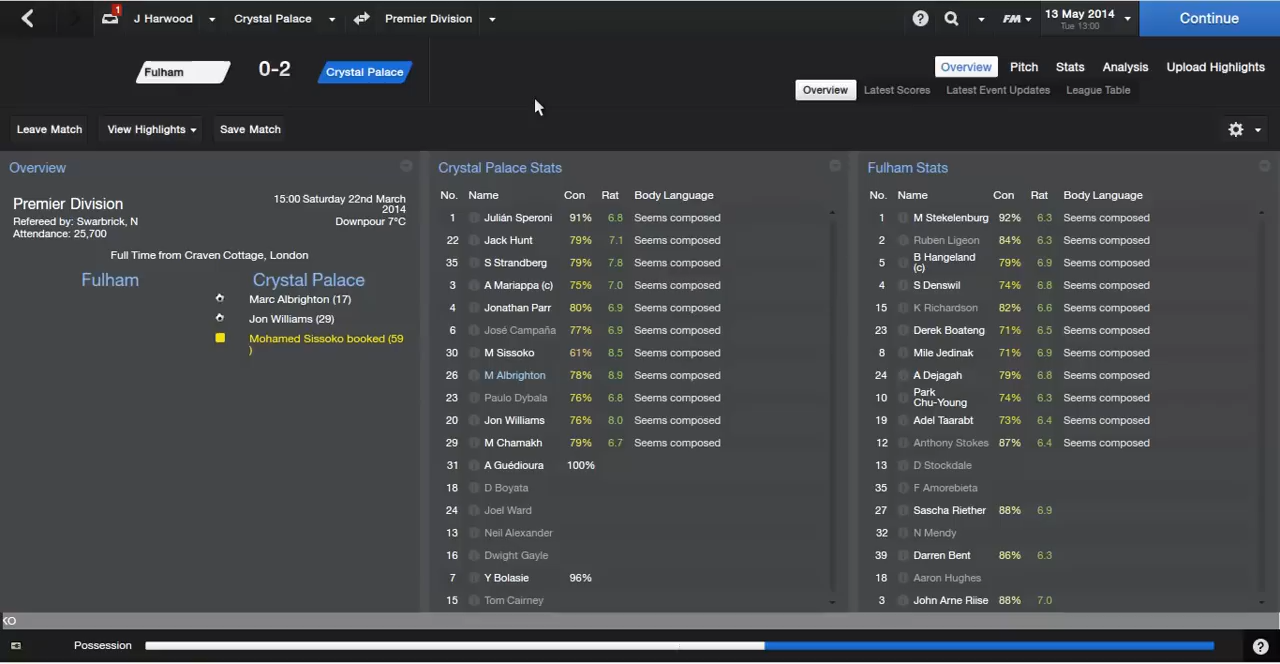 1
J Harwood Crystal Palace Premier Division ? FM 13 May 2014 Continue
Tue 13:00
Fulham 0-2 Crystal Palace
Overview Pitch Stats Analysis Upload Highlights
Overview Latest Scores Latest Event Updates League Table
Leave Match View Highlights Save Match
Overview
Premier Division
Refereed by: Swarbrick, N
Attendance: 25,700
15:00 Saturday 22nd March
2014
Downpour 7°C
Full Time from Craven Cottage, London
Fulham Crystal Palace
Marc Albrighton (17)
Jon Williams (29)
Mohamed Sissoko booked (59
)
Crystal Palace Stats
No. Name Con Rat Body Language
1 Julián Speroni 91% 6.8 Seems composed
22 Jack Hunt 79% 7.1 Seems composed
35 S Strandberg 79% 7.8 Seems composed
3 A Mariappa (c) 75% 7.0 Seems composed
4 Jonathan Parr 80% 6.9 Seems composed
6 José Campaña 77% 6.9 Seems composed
30 M Sissoko 61% 8.5 Seems composed
26 M Albrighton 78% 8.9 Seems composed
23 Paulo Dybala 76% 6.8 Seems composed
20 Jon Williams 76% 8.0 Seems composed
29 M Chamakh 79% 6.7 Seems composed
31 A Guédioura 100%
18 D Boyata
24 Joel Ward
13 Neil Alexander
16 Dwight Gayle
7 Y Bolasie 96%
15 Tom Cairney
Fulham Stats
No. Name Con Rat Body Language
1 M Stekelenburg 92% 6.3 Seems composed
2 Ruben Ligeon 84% 6.3 Seems composed
5 B Hangeland
(c) 79% 6.9 Seems composed
4 S Denswil 74% 6.8 Seems composed
15 K Richardson 82% 6.6 Seems composed
23 Derek Boateng 71% 6.5 Seems composed
8 Mile Jedinak 71% 6.9 Seems composed
24 A Dejagah 79% 6.8 Seems composed
10 Park
Chu-Young 74% 6.3 Seems composed
19 Adel Taarabt 73% 6.4 Seems composed
12 Anthony Stokes 87% 6.4 Seems composed
13 D Stockdale
35 F Amorebieta
27 Sascha Riether 88% 6.9
32 N Mendy
39 Darren Bent 86% 6.3
18 Aaron Hughes
3 John Arne Riise 88% 7.0
KO
Possession ?